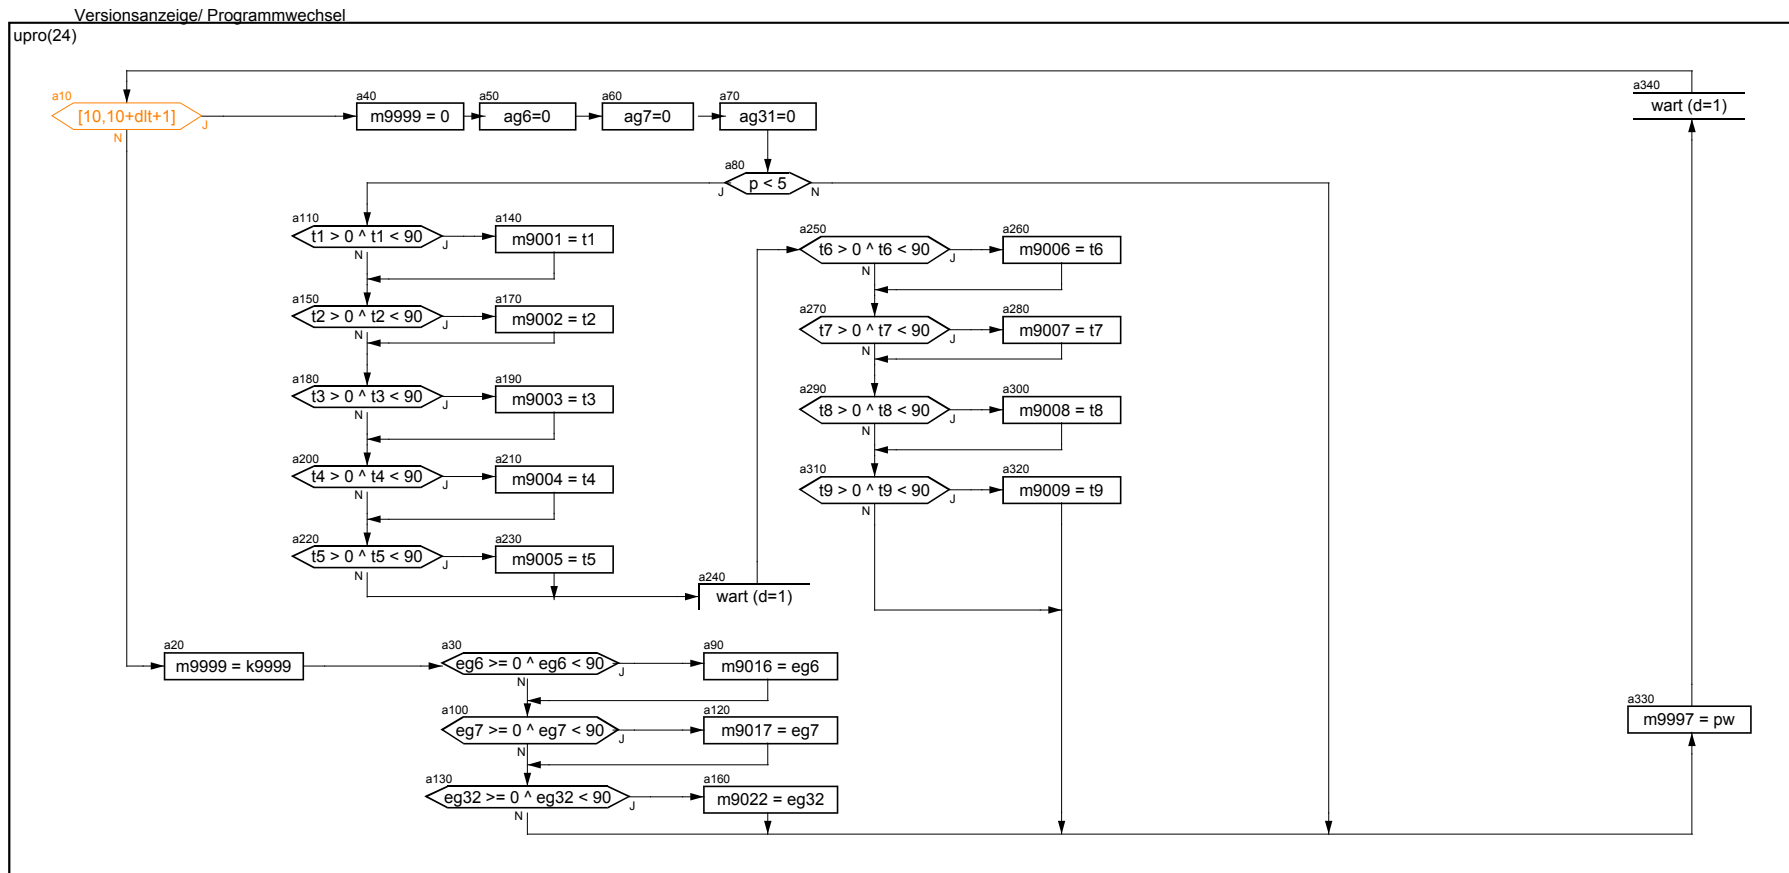 Versionsanzeige/ Programmwechsel
upro(24)
a10
[10,10+dlt+1]
J
N
a40
m9999 = 0
a50
ag6=0
a60
ag7=0
a70
ag31=0
a340
wart (d=1)
a80
p < 5
J
N
a110
t1 > 0 ^ t1 < 90
J
N
a140
m9001 = t1
a150
t2 > 0 ^ t2 < 90
J
N
a170
m9002 = t2
a180
t3 > 0 ^ t3 < 90
J
N
a190
m9003 = t3
a200
t4 > 0 ^ t4 < 90
J
N
a210
m9004 = t4
a220
t5 > 0 ^ t5 < 90
J
N
a230
m9005 = t5
a240
wart (d=1)
a250
t6 > 0 ^ t6 < 90
J
N
a260
m9006 = t6
a270
t7 > 0 ^ t7 < 90
J
N
a280
m9007 = t7
a290
t8 > 0 ^ t8 < 90
J
N
a300
m9008 = t8
a310
t9 > 0 ^ t9 < 90
J
N
a320
m9009 = t9
a20
m9999 = k9999
a30
eg6 >= 0 ^ eg6 < 90
J
N
a90
m9016 = eg6
a100
eg7 >= 0 ^ eg7 < 90
J
N
a120
m9017 = eg7
a130
eg32 >= 0 ^ eg32 < 90
J
N
a160
m9022 = eg32
a330
m9997 = pw